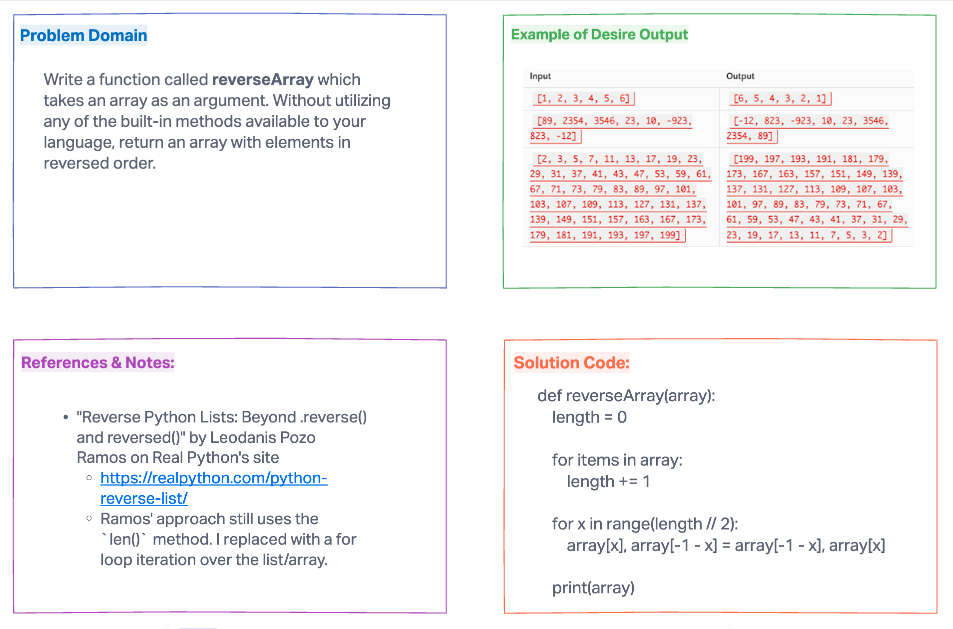 Problem Domain
Write a function called reverseArray which
takes an array as an argument. Without utilizing
any of the built-in methods available to your
language, return an array with elements in
reversed order.
Example of Desire Output
Input Output
[1, 2, 3, 4, 5, 6] [6, 5, 4, 3, 2, 1]
[89, 2354, 3546, 23, 10, -923, [-12, 823, -923, 10, 23, 3546,
823, -12] 2354, 89]
[2, 3, 5, 7, 11, 13, 17, 19, 23, [199, 197, 193, 191, 181, 179,
29, 31, 37, 41, 43, 47, 53, 59, 61, 173, 167, 163, 157, 151, 149, 139,
67, 71, 73, 79, 83, 89, 97, 101, 137, 131, 127, 113, 109, 107, 103,
103, 107, 109, 113, 127, 131, 137, 101, 97, 89, 83, 79, 73, 71, 67,
139, 149, 151, 157, 163, 167, 173, 61, 59, 53, 47, 43, 41, 37, 31, 29,
179, 181, 191, 193, 197, 199] 23, 19, 17, 13, 11, 7, 5, 3, 2]
References & Notes:
• "Reverse Python Lists: Beyond .reverse()
and reversed()" by Leodanis Pozo
Ramos on Real Python's site
◦ https://realpython.com/python-
reverse-list/
◦ Ramos' approach still uses the
`len()` method. I replaced with a for
loop iteration over the list/array.
Solution Code:
def reverseArray(array):
length = 0
for items in array:
length += 1
for x in range(length // 2):
array[x], array[-1 - x] = array[-1 - x], array[x]
print(array)